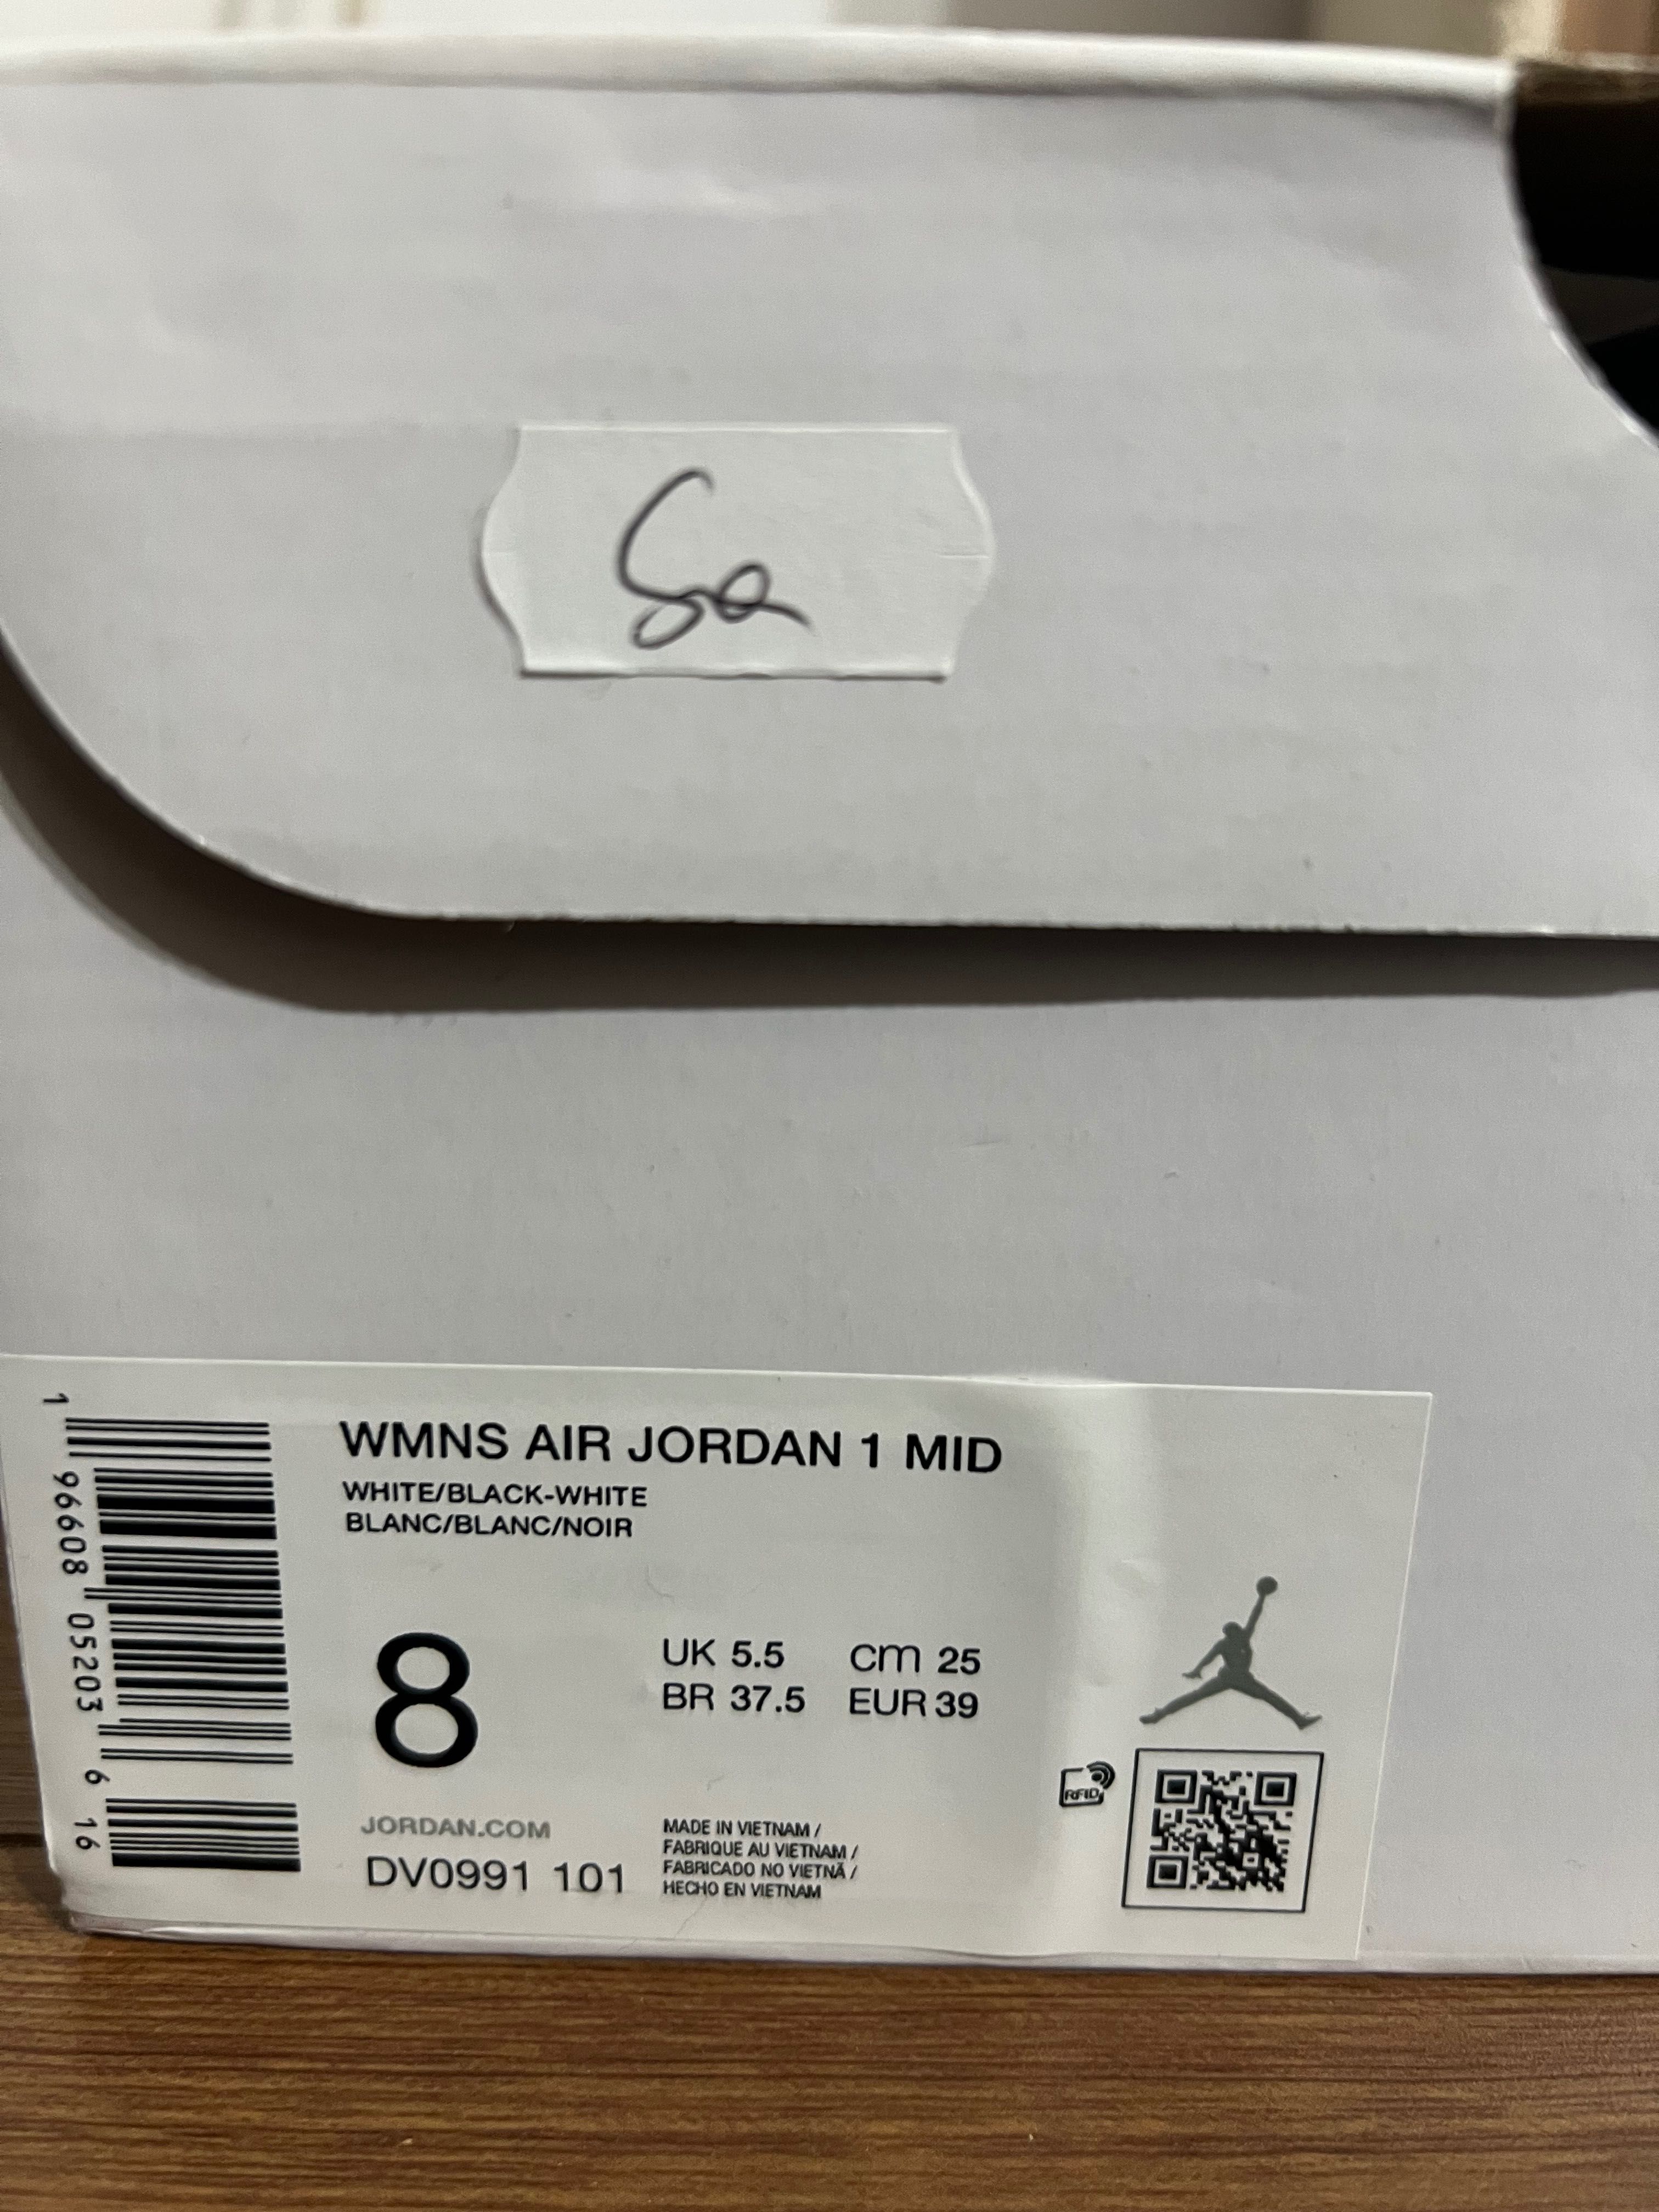 Sa
WMNS AIR JORDAN 1 MID
WHITE/BLACK-WHITE
BLANC/BLANC/NOIR
8
UK 5.5 cm 25
BR 37.5 EUR 39
JORDAN.COM
DV0991 101
MADE IN VIETNAM /
FABRIQUE AU VIETNAM /
FABRICADO NO VIETNÃ /
HECHO EN VIETNAM
RFID
1 96608 05203 6 16